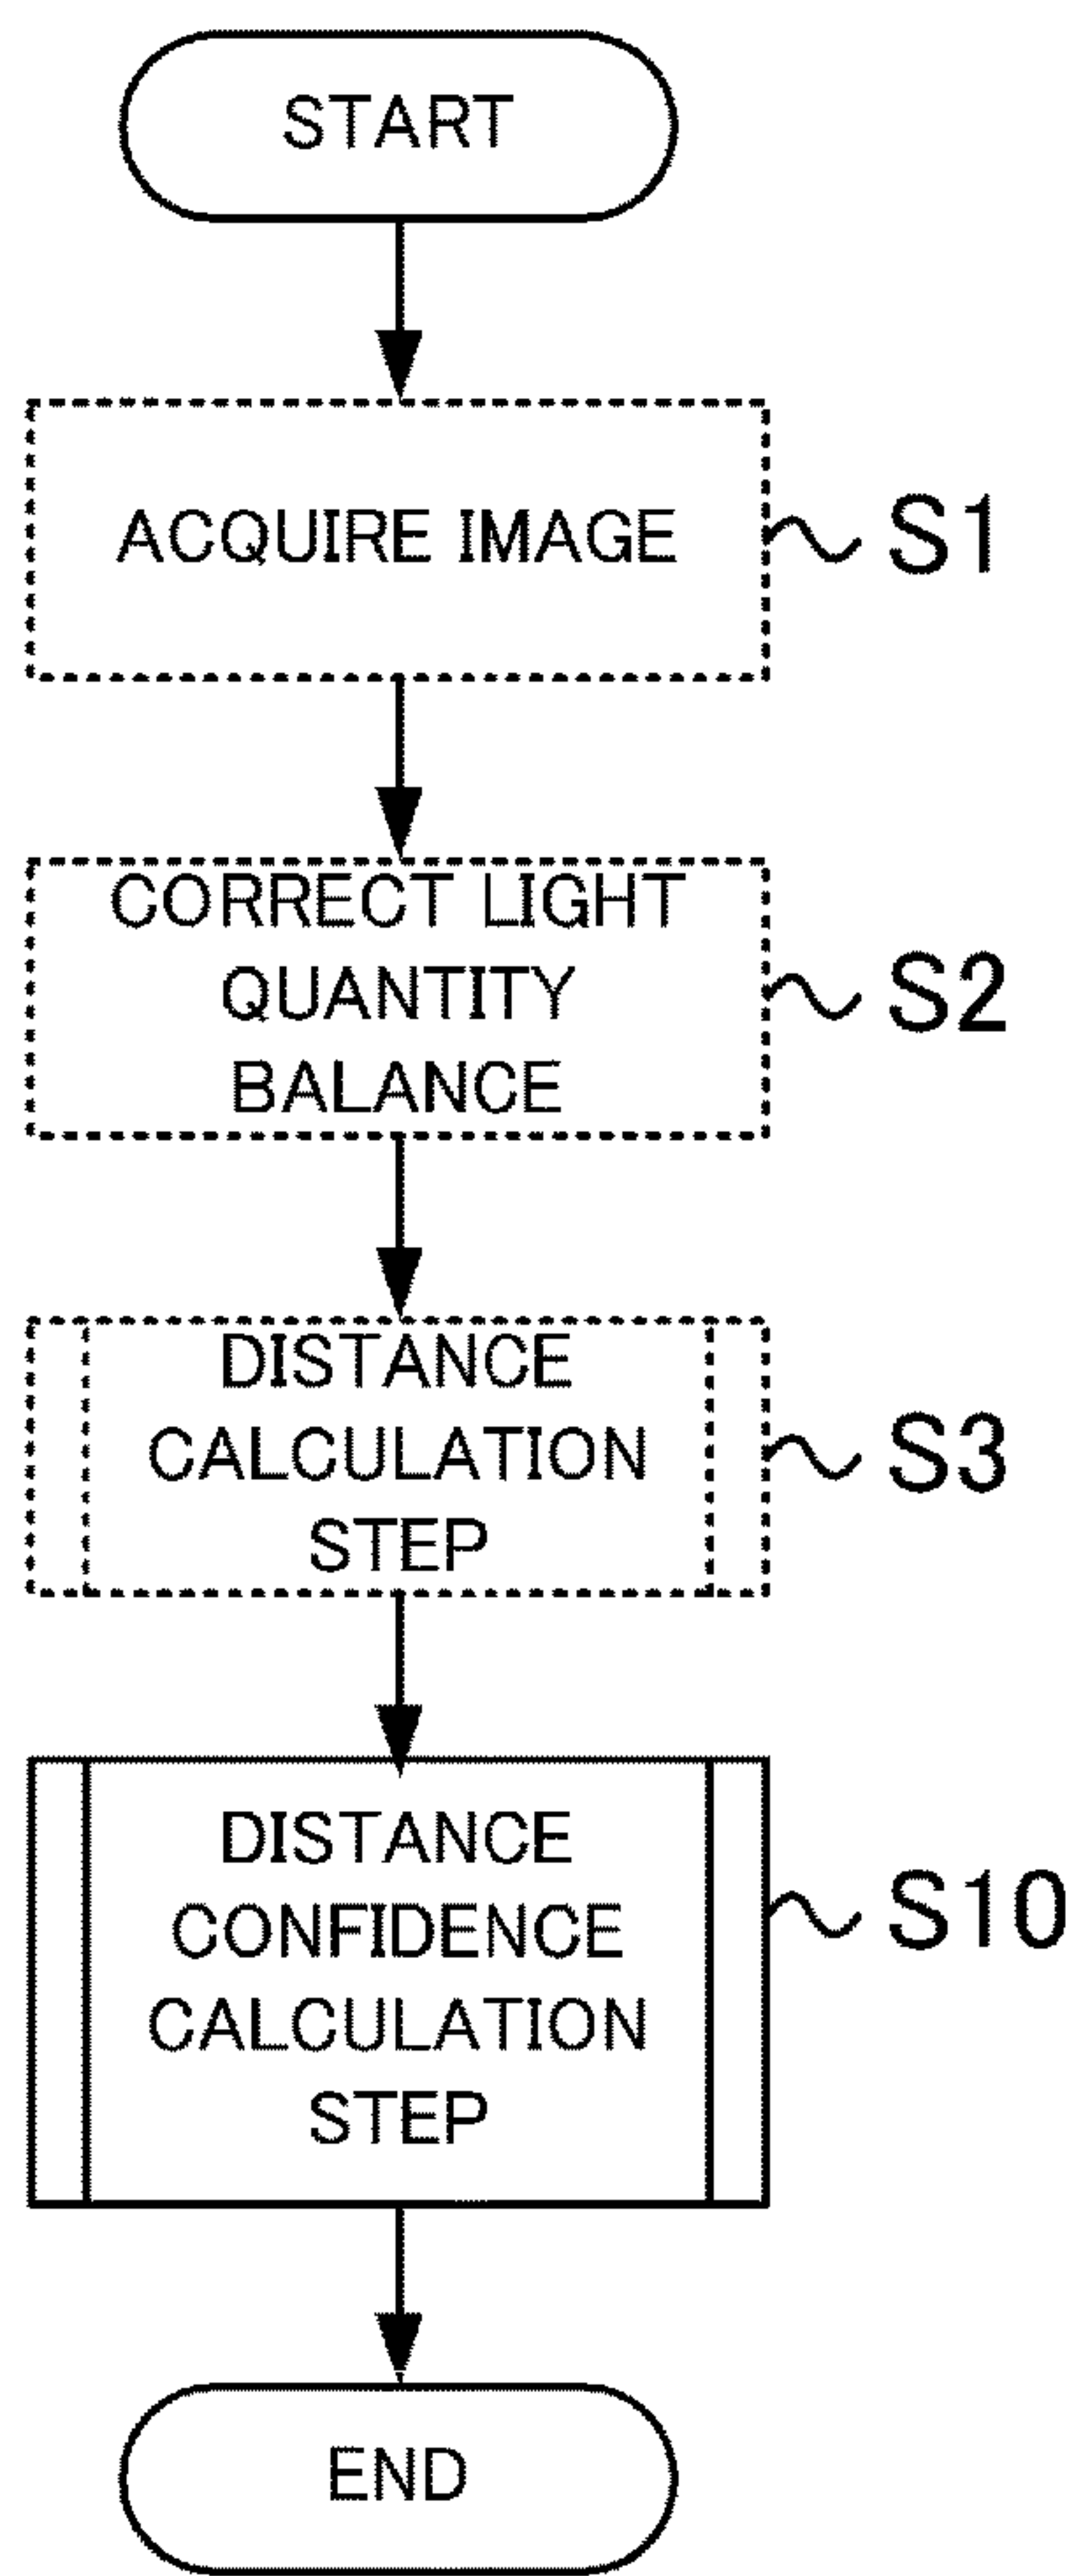 START
ACQUIRE IMAGE
S1
CORRECT LIGHT
QUANTITY
BALANCE
S2
DISTANCE
CALCULATION
STEP
S3
DISTANCE
CONFIDENCE
CALCULATION
STEP
S10
END